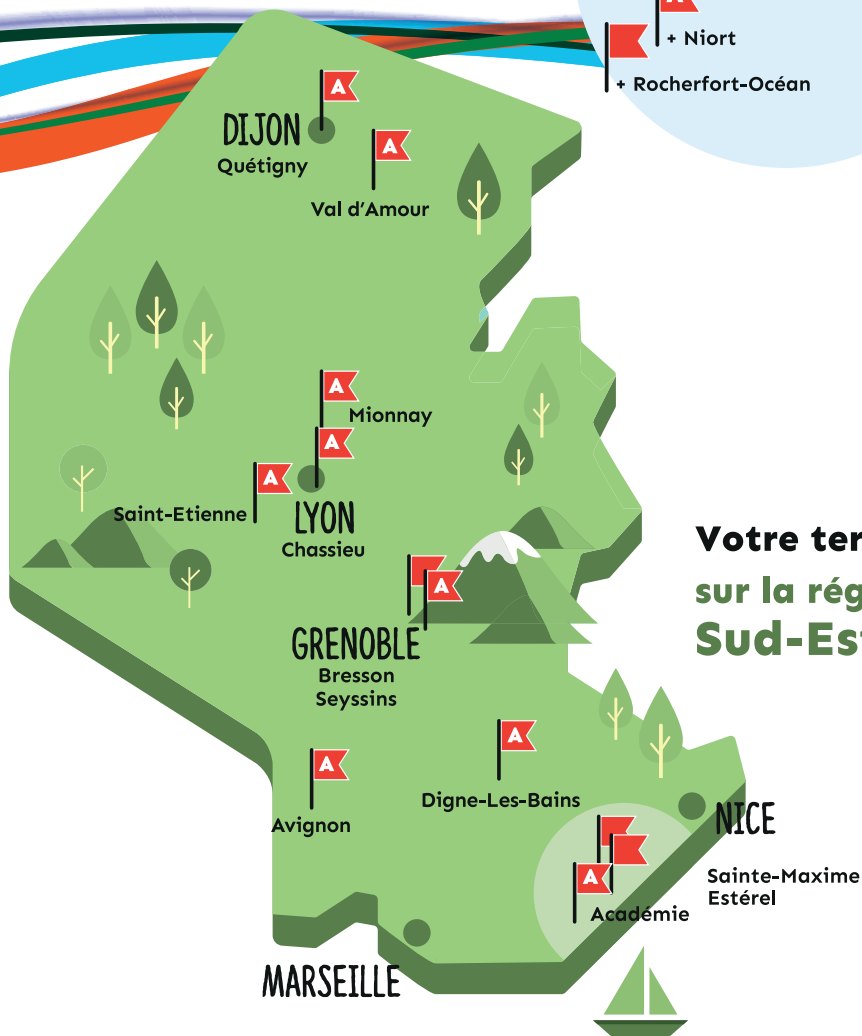 + Niort
+ Rocherfort-Océan
A
DIJON
Quétigny
A
Val d'Amour
A
Mionnay
A
A
Saint-Etienne
LYON
Chassieu
Votre ter
sur la rég
Sud-Est
A
GRENOBLE
Bresson
Seyssins
A
Digne-Les-Bains
A
Avignon
NICE
Sainte-Maxime
Estérel
A
Académie
MARSEILLE